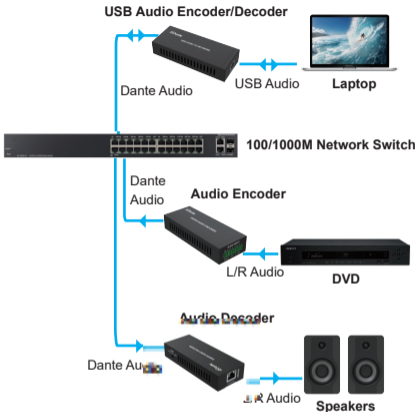 USB Audio Encoder/Decoder
Dante Audio
USB Audio
Laptop
100/1000M Network Switch
Dante
Audio
Audio Encoder
L/R Audio
DVD
Audio Decoder
Dante
Audio
Speakers